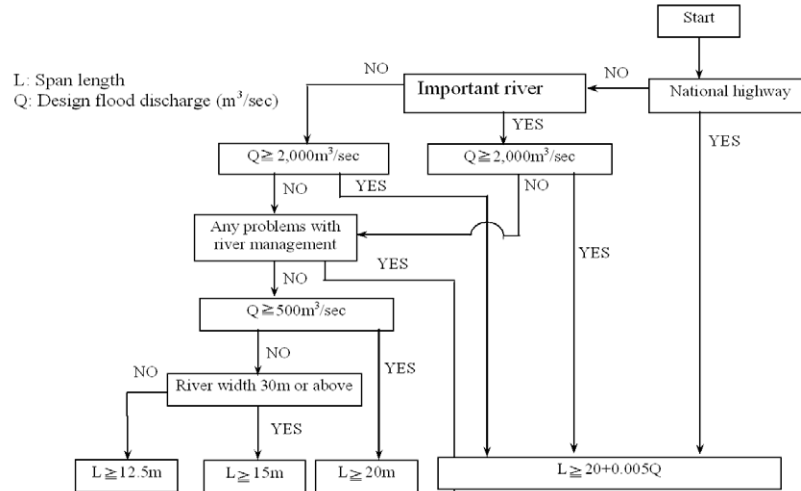 Start
L: Span length
Q: Design flood discharge (m³/sec)
NO
Important river
NO
National highway
YES
YES
Q≧2,000m³/sec
Q≧2,000m³/sec
NO
YES
NO
Any problems with
river management
YES
NO
Q≧500m³/sec
NO
YES
NO
River width 30m or above
YES
L≧12.5m
L≧15m
L≧20m
L≧20+0.005Q